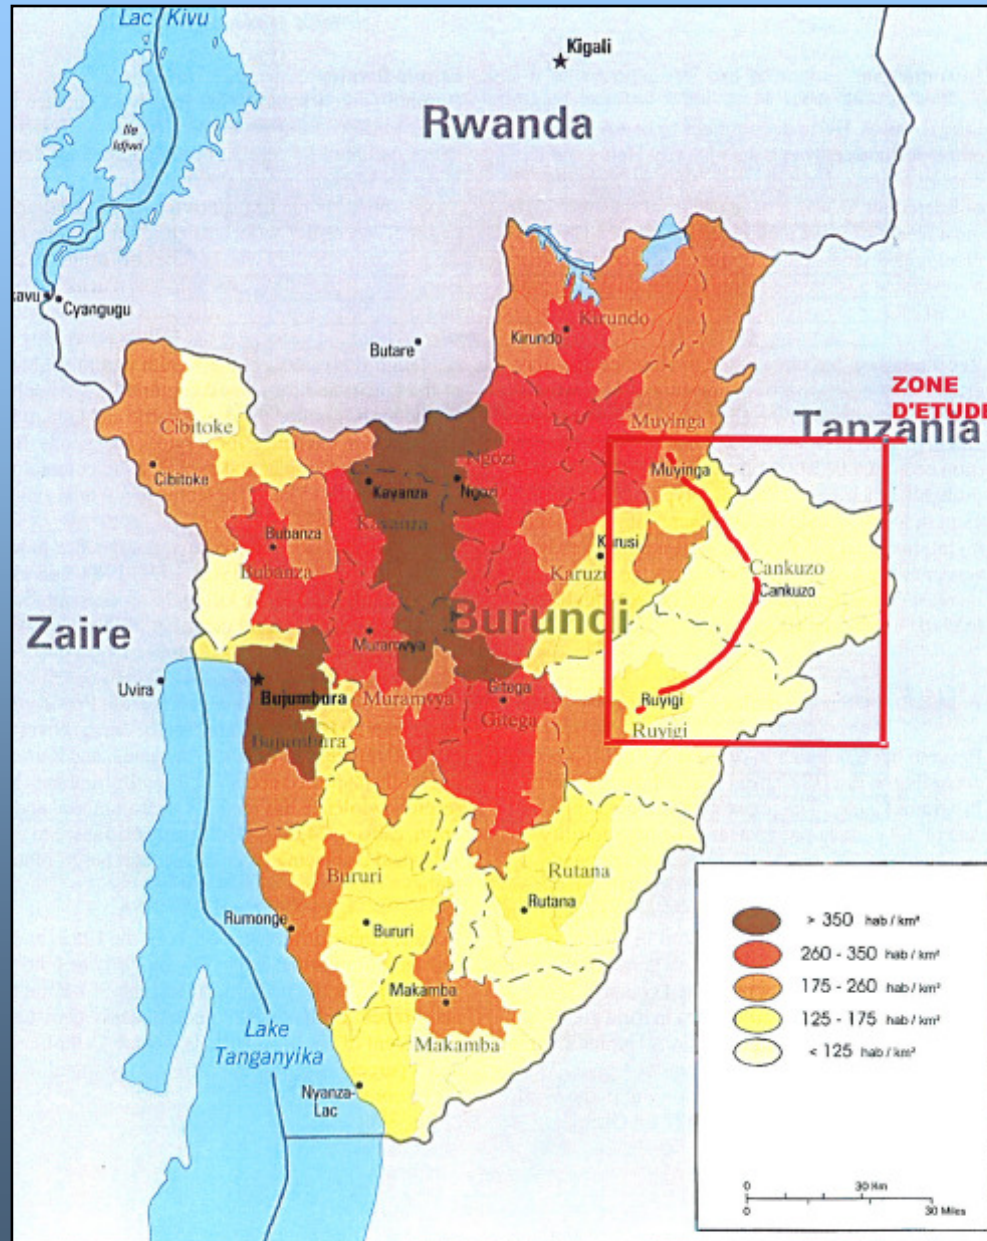 Lac Kivu
Kigali
Rwanda
Ile
Idjwi
kavu
Cyangugu
Butare
Kirundo
Kirundo
ZONE
D'ETUDE
Tanzania
Muyinga
Muyinga
Cibitoke
Cibitoke
Ngozi
Ngozi
Kayanza
Kayanza
Bubanza
Bubanza
Karusi
Karuzi
Cankuzo
Cankuzo
Burundi
Zaire
Muramvya
Muramvya
Uvira
Bujumbura
Bujumbura
Gitega
Gitega
Ruyigi
Ruyigi
Bururi
Bururi
Rutana
Rutana
Rumonge
Makamba
Makamba
Lake
Tanganyika
Nyanza-
Lac
> 350 hab / km²
260 - 350 hab / km²
175 - 260 hab / km²
125 - 175 hab / km²
< 125 hab / km²
0 30 Km
0 30 Miles